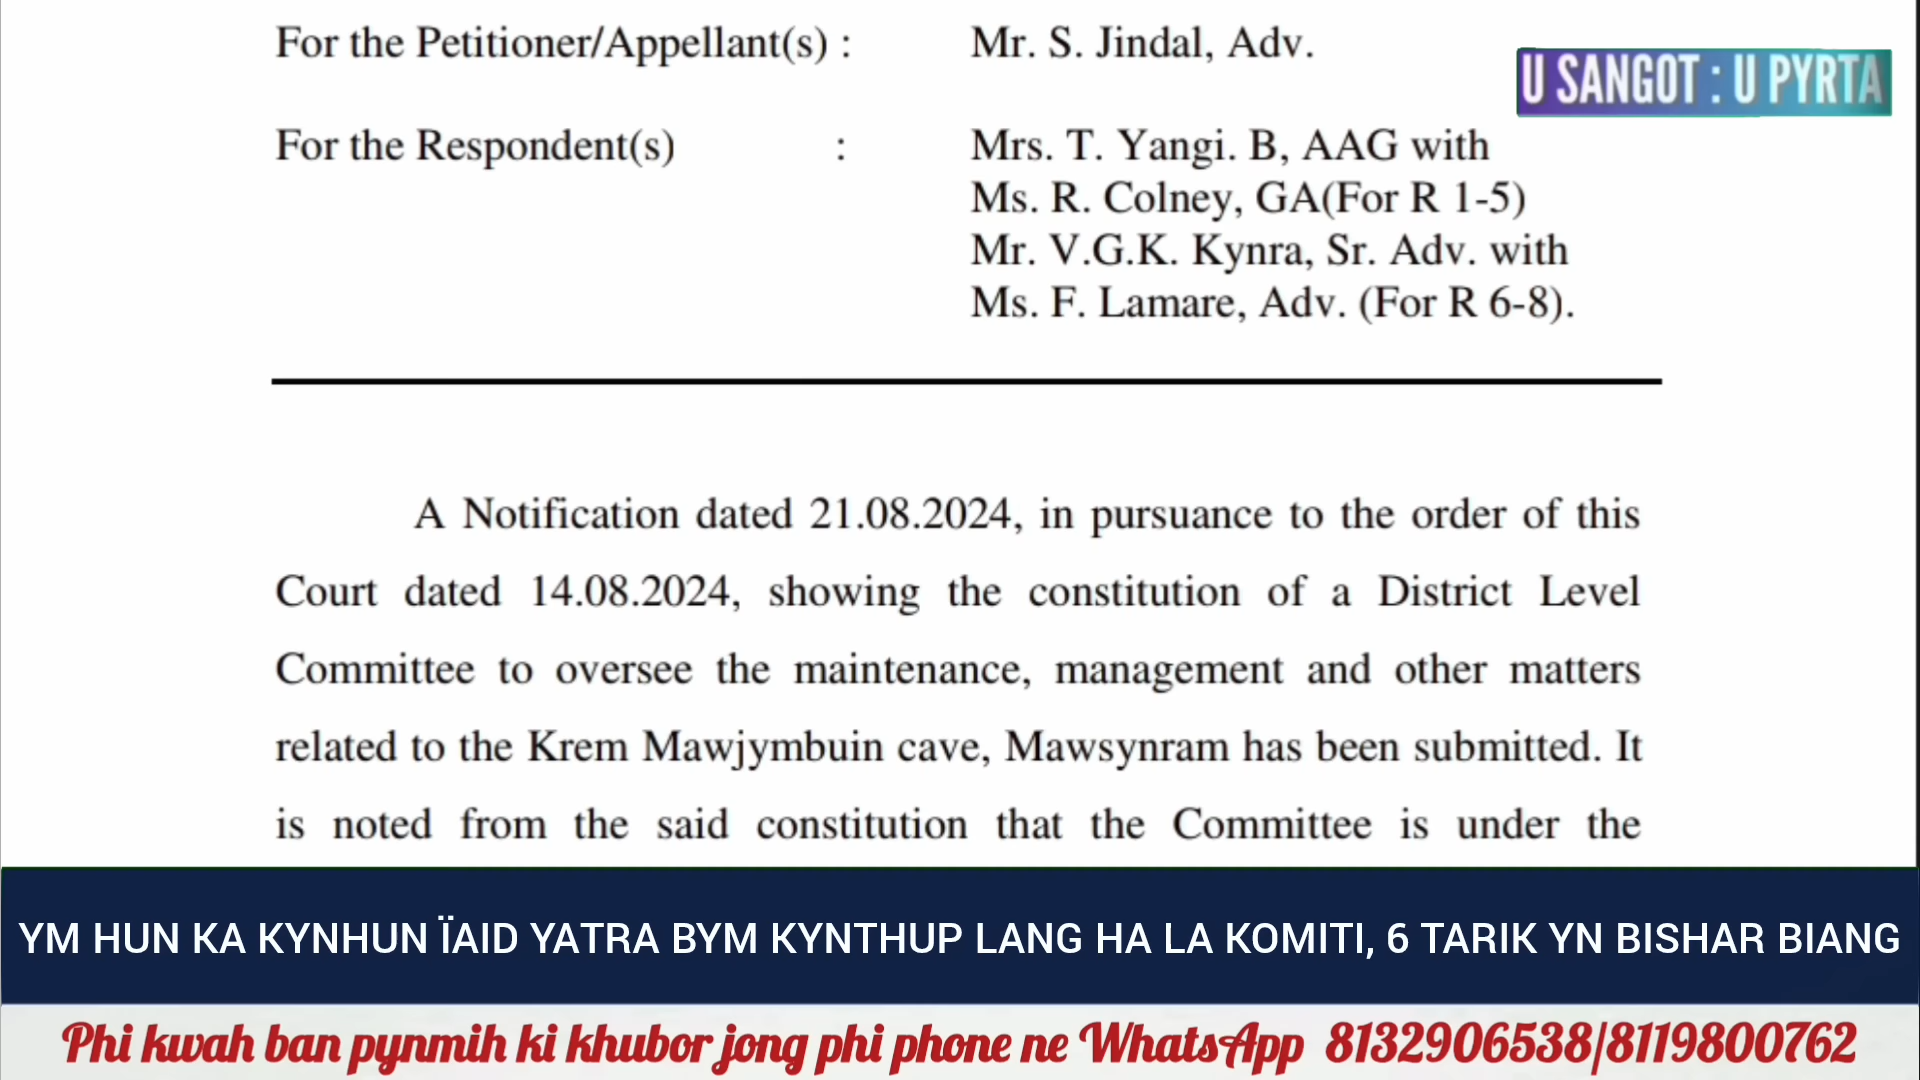 For the Petitioner/Appellant(s) : Mr. S. Jindal, Adv.
U SANGOT : U PYRTA
For the Respondent(s) : Mrs. T. Yangi. B, AAG with
Ms. R. Colney, GA(For R 1-5)
Mr. V.G.K. Kynra, Sr. Adv. with
Ms. F. Lamare, Adv. (For R 6-8).
A Notification dated 21.08.2024, in pursuance to the order of this
Court dated 14.08.2024, showing the constitution of a District Level
Committee to oversee the maintenance, management and other matters
related to the Krem Mawjymbuin cave, Mawsynram has been submitted. It
is noted from the said constitution that the Committee is under the
YM HUN KA KYNHUN ÏAID YATRA BYM KYNTHUP LANG HA LA KOMITI, 6 TARIK YN BISHAR BIANG
Phi kwah ban pynmih ki khubor jong phi phone ne WhatsApp 8132906538/8119800762